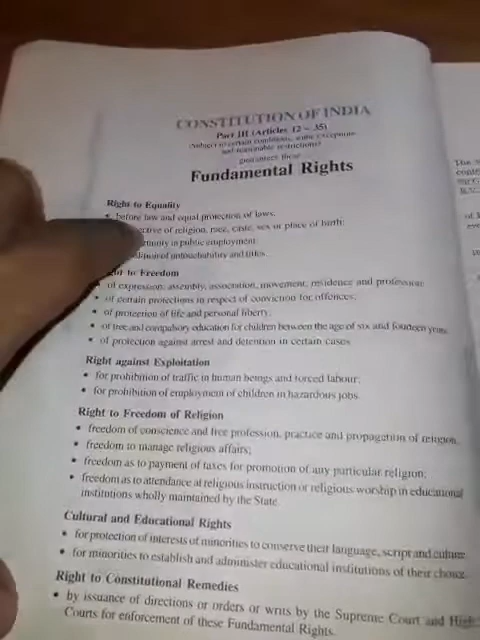 CONSTITUTION OF INDIA
Part III (Articles 12 – 35)
(Subject to certain conditions, some exceptions
and reasonable restrictions)
guarantees these
Fundamental Rights
Right to Equality
• before law and equal protection of laws;
of religion, race, caste, sex or place of birth;
in public employment;
of untouchability and titles.
to Freedom
• of expression, assembly, association, movement, residence and profession;
• of certain protections in respect of conviction for offences;
• of protection of life and personal liberty;
• of free and compulsory education for children between the age of six and fourteen years;
• of protection against arrest and detention in certain cases.
Right against Exploitation
• for prohibition of traffic in human beings and forced labour;
• for prohibition of employment of children in hazardous jobs.
Right to Freedom of Religion
• freedom of conscience and free profession, practice and propagation of religion;
• freedom to manage religious affairs;
• freedom as to payment of taxes for promotion of any particular religion;
• freedom as to attendance at religious instruction or religious worship in educational
institutions wholly maintained by the State.
Cultural and Educational Rights
• for protection of interests of minorities to conserve their language, script and culture;
• for minorities to establish and administer educational institutions of their choice.
Right to Constitutional Remedies
• by issuance of directions or orders or writs by the Supreme Court and High
Courts for enforcement of these Fundamental Rights.